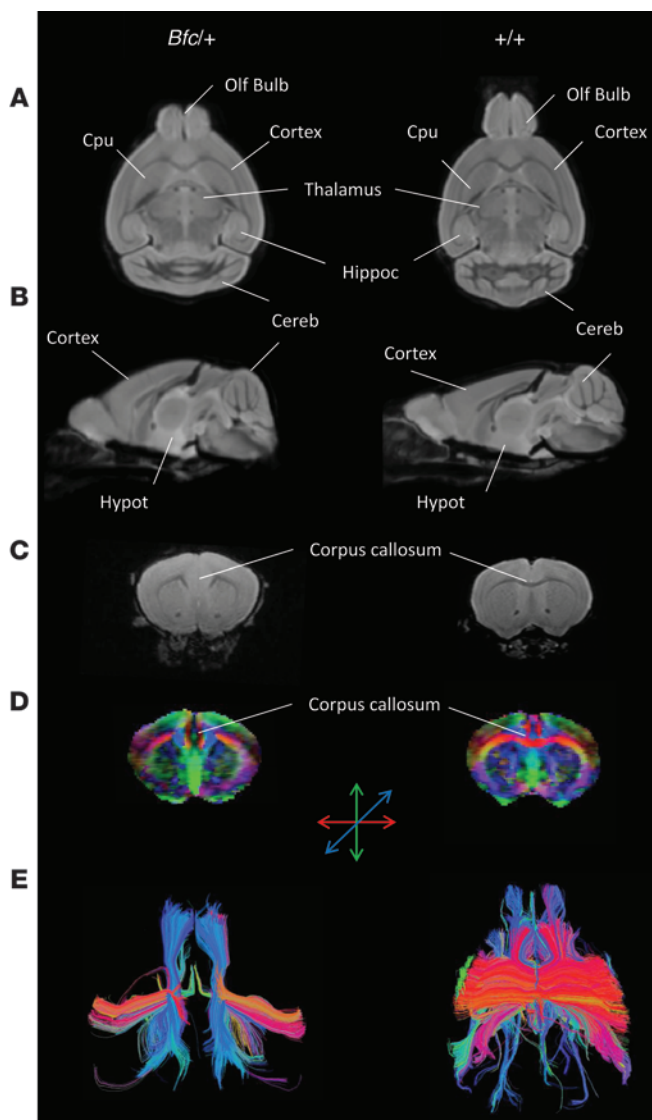 Bfc/+ +/+
A
Olf Bulb
Olf Bulb
Cpu Cortex Cpu Cortex
Thalamus
Hippoc
B
Cereb
Cereb
Cortex
Cortex
Hypot Hypot
C
Corpus callosum
D
Corpus callosum
E